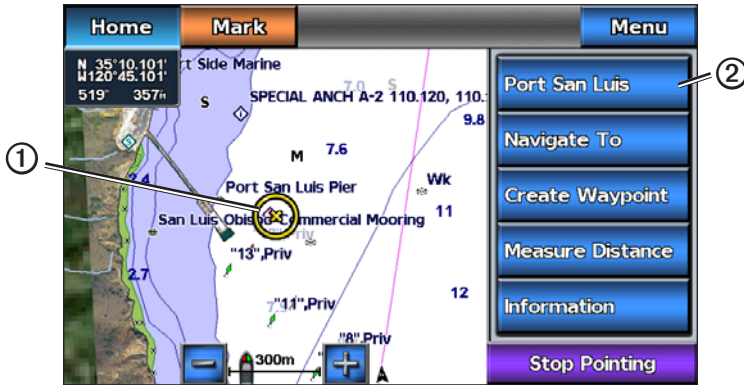 Home
Mark
Menu
N 35°10.101'
W120°45.101'
519° 357ft
rt Side Marine
7.0 S
S
SPECIAL ANCH A-2 110.120, 110.
9.8
M
7.6
2.4
Port San Luis Pier
Wk
San Luis Obispo Commercial Mooring
11
"13",Priv
2.7
12
"11",Priv
"8",Priv
300m
Port San Luis
Navigate To
Create Waypoint
Measure Distance
Information
Stop Pointing
1
2